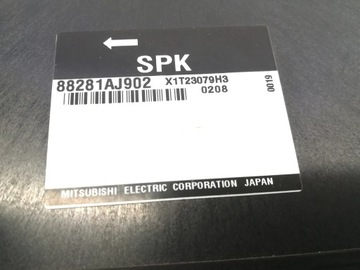 SPK
88281AJ902 X1T23079H3
0208
0019
MITSUBISHI ELECTRIC CORPORATION JAPAN